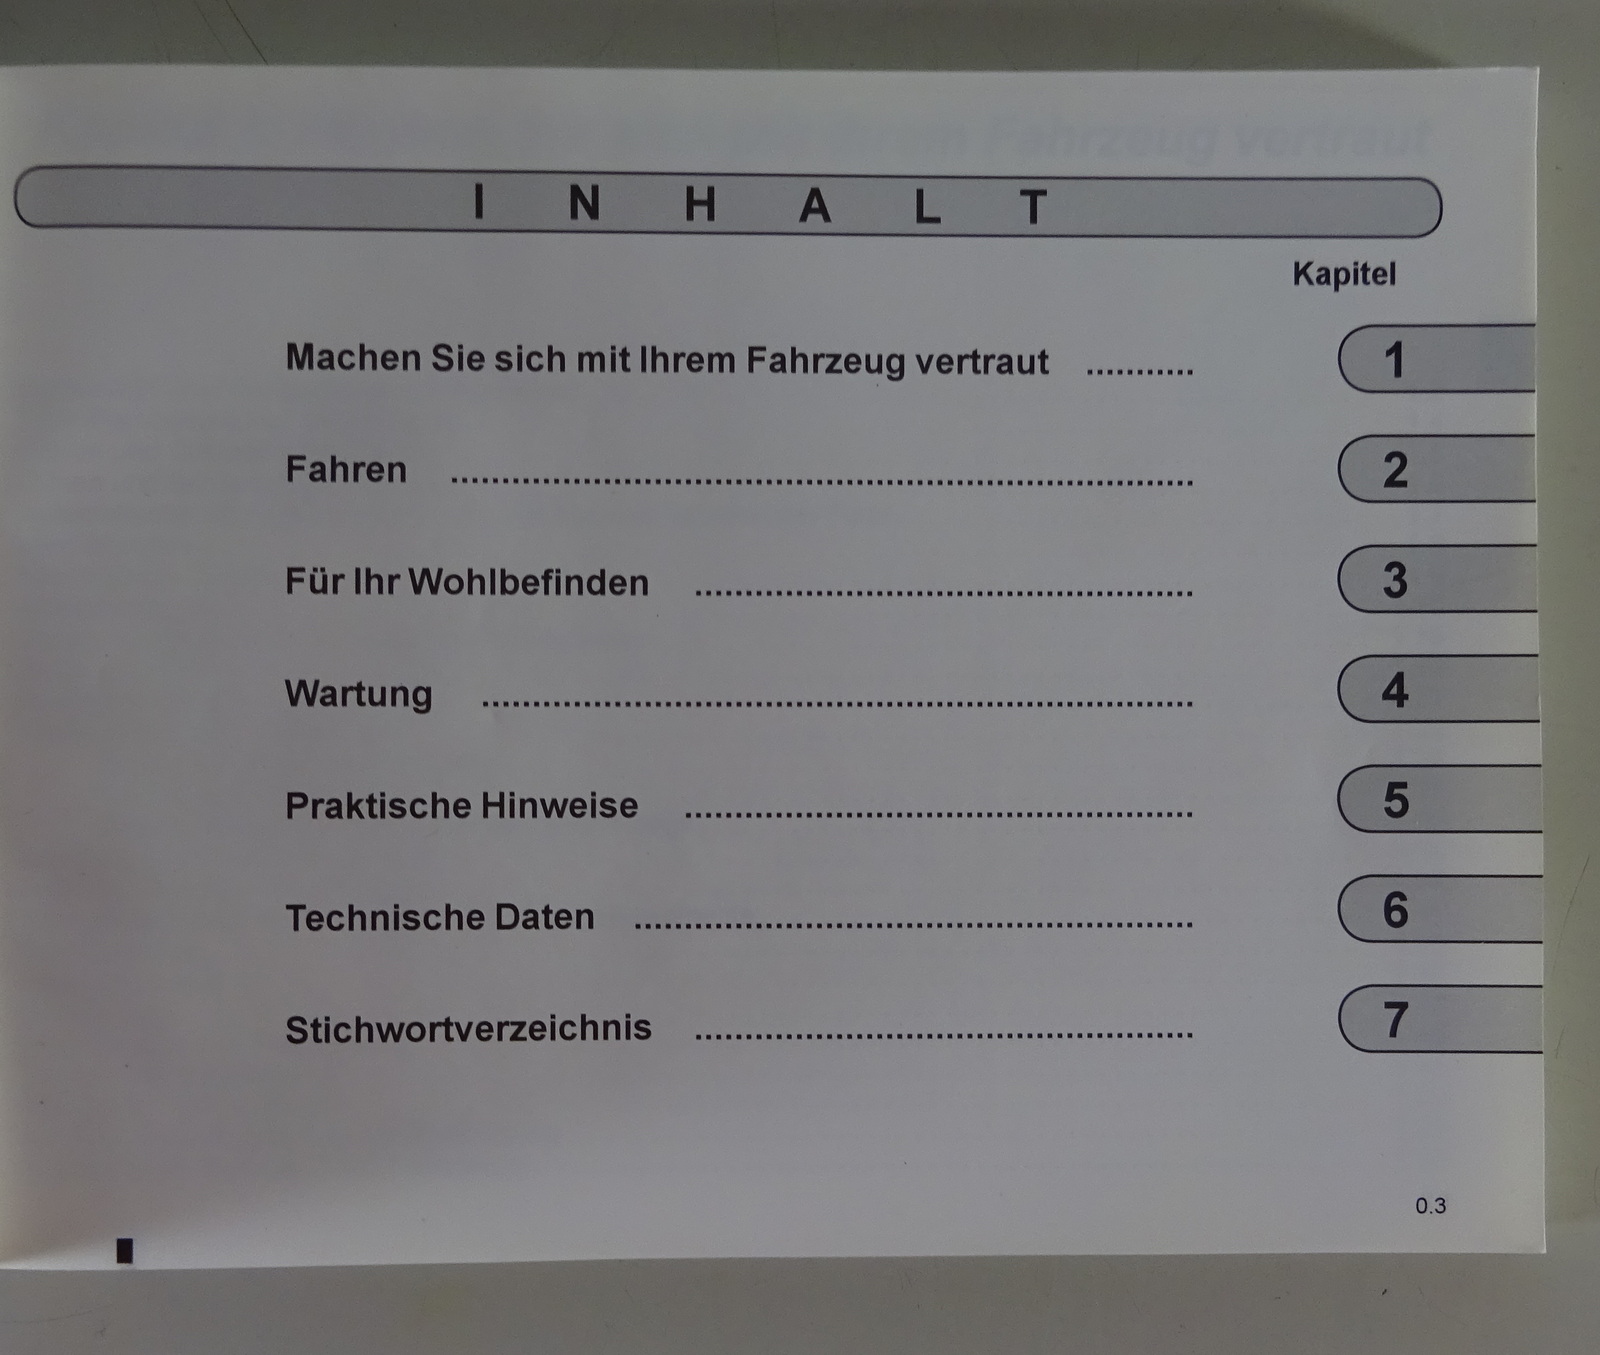 I N H A L T
Kapitel
Machen Sie sich mit Ihrem Fahrzeug vertraut ........... 1
Fahren .......................................................................... 2
Für Ihr Wohlbefinden .................................................. 3
Wartung ....................................................................... 4
Praktische Hinweise ................................................... 5
Technische Daten ........................................................ 6
Stichwortverzeichnis .................................................. 7
0.3